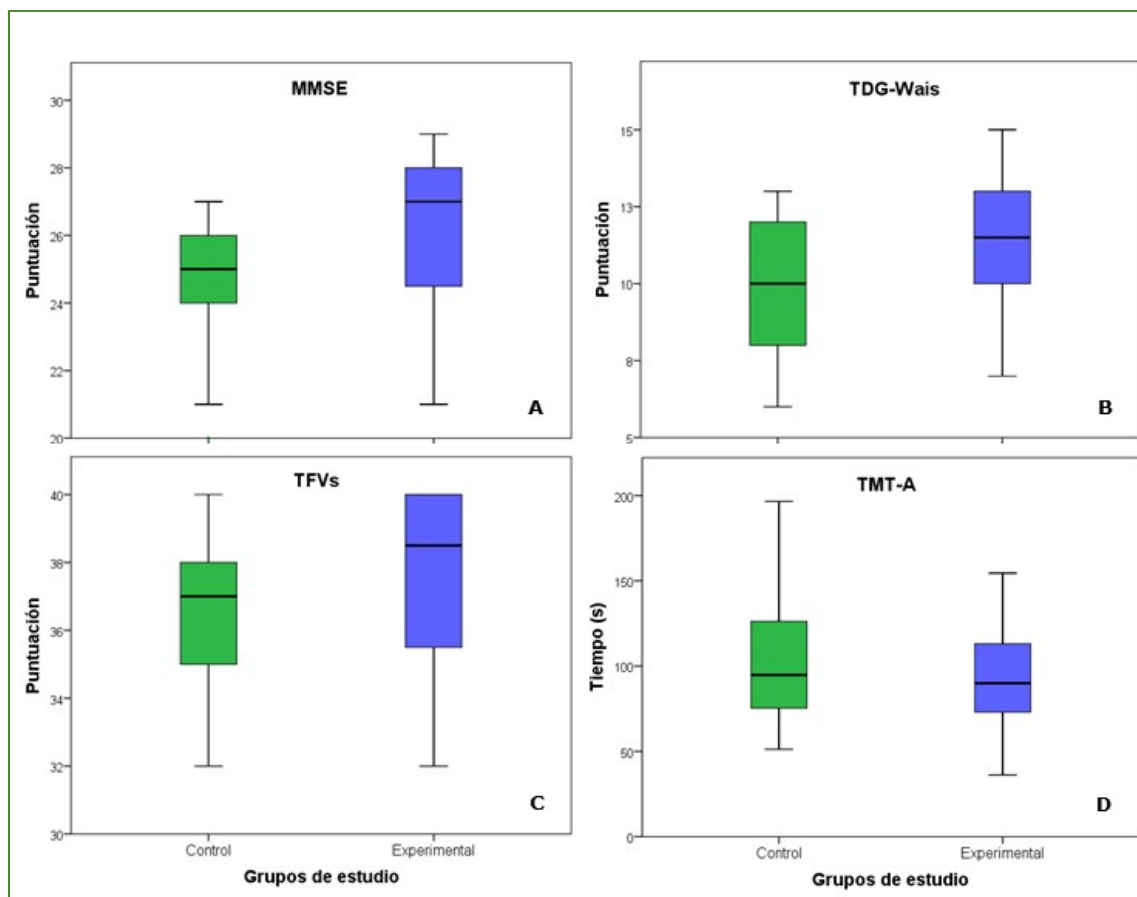 MMSE
30
28
26
24
22
20
Puntuación
A
TDG-Wais
15
13
10
8
5
Puntuación
B
TFVs
40
38
36
34
32
30
Puntuación
C
Control
Experimental
Grupos de estudio
TMT-A
200
150
100
50
0
Tiempo (s)
D
Control
Experimental
Grupos de estudio